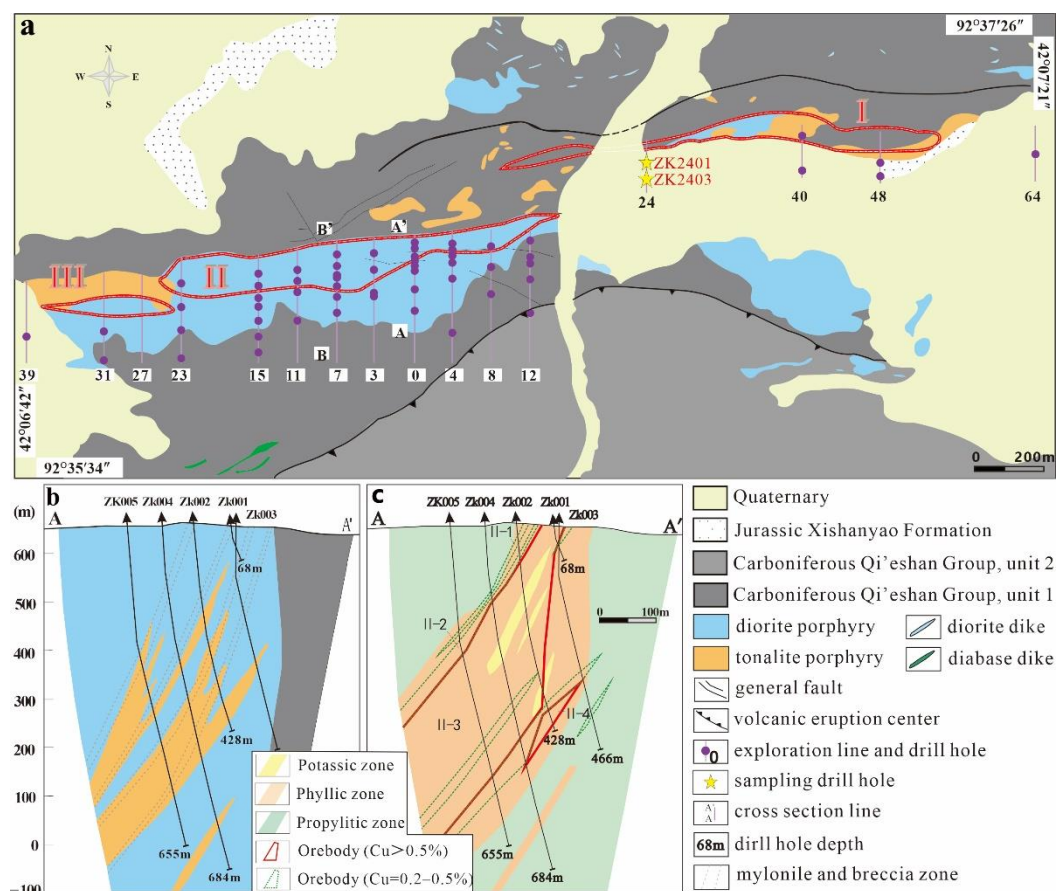 a
92°37′26″
42°07′21″
N
W E
S
I
ZK2401
ZK2403
24
40
48
64
B′
A′
III
II
A
B
39
31
27
23
15
11
7
3
0
4
8
12
42°06′42″
92°35′34″
0 200m
b
(m)
A
ZK005
Zk004
Zk002
Zk001
Zk003
A′
600
500
400
300
200
100
0
-100
68m
428m
655m
684m
c
A
ZK005
Zk004
Zk002
Zk001
Zk003
A′
II-1
II-2
II-3
II-4
68m
0 100m
428m
466m
655m
684m
Potassic zone
Phyllic zone
Propylitic zone
Orebody (Cu>0.5%)
Orebody (Cu=0.2–0.5%)
Quaternary
Jurassic Xishanyao Formation
Carboniferous Qi'eshan Group, unit 2
Carboniferous Qi'eshan Group, unit 1
diorite porphyry
diorite dike
tonalite porphyry
diabase dike
general fault
volcanic eruption center
0
exploration line and drill hole
sampling drill hole
A′
A
cross section line
68m
dirll hole depth
mylonile and breccia zone